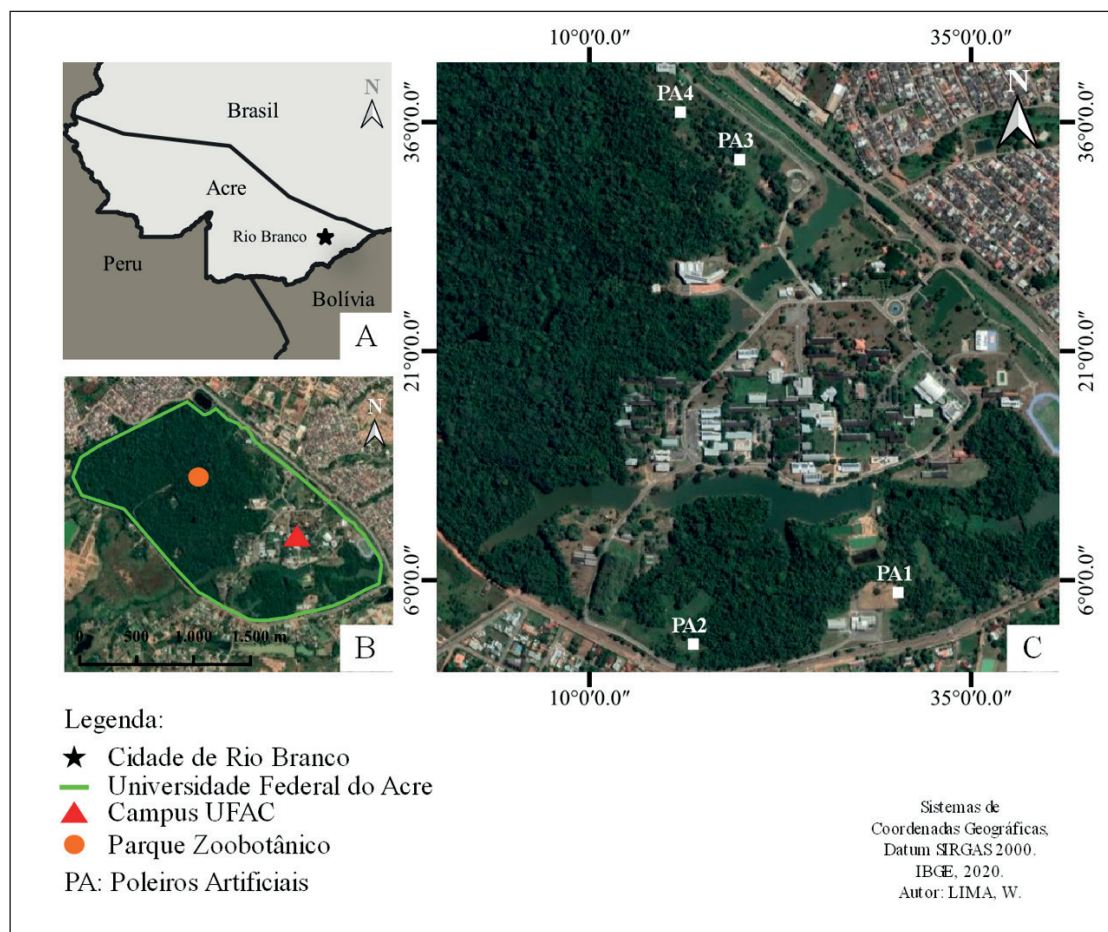 10°0′0.0″ 35°0′0.0″
N
Brasil
Acre
Rio Branco
Peru
Bolívia
A
36°0′0.0″
21°0′0.0″
6°0′0.0″
N
0 500 1.000 1.500 m
B
N
PA4
PA3
PA1
PA2
C
36°0′0.0″
21°0′0.0″
6°0′0.0″
10°0′0.0″ 35°0′0.0″
Legenda:
Cidade de Rio Branco
Universidade Federal do Acre
Campus UFAC
Parque Zoobotânico
PA: Poleiros Artificiais
Sistemas de
Coordenadas Geográficas,
Datum SIRGAS 2000.
IBGE, 2020.
Autor: LIMA, W.